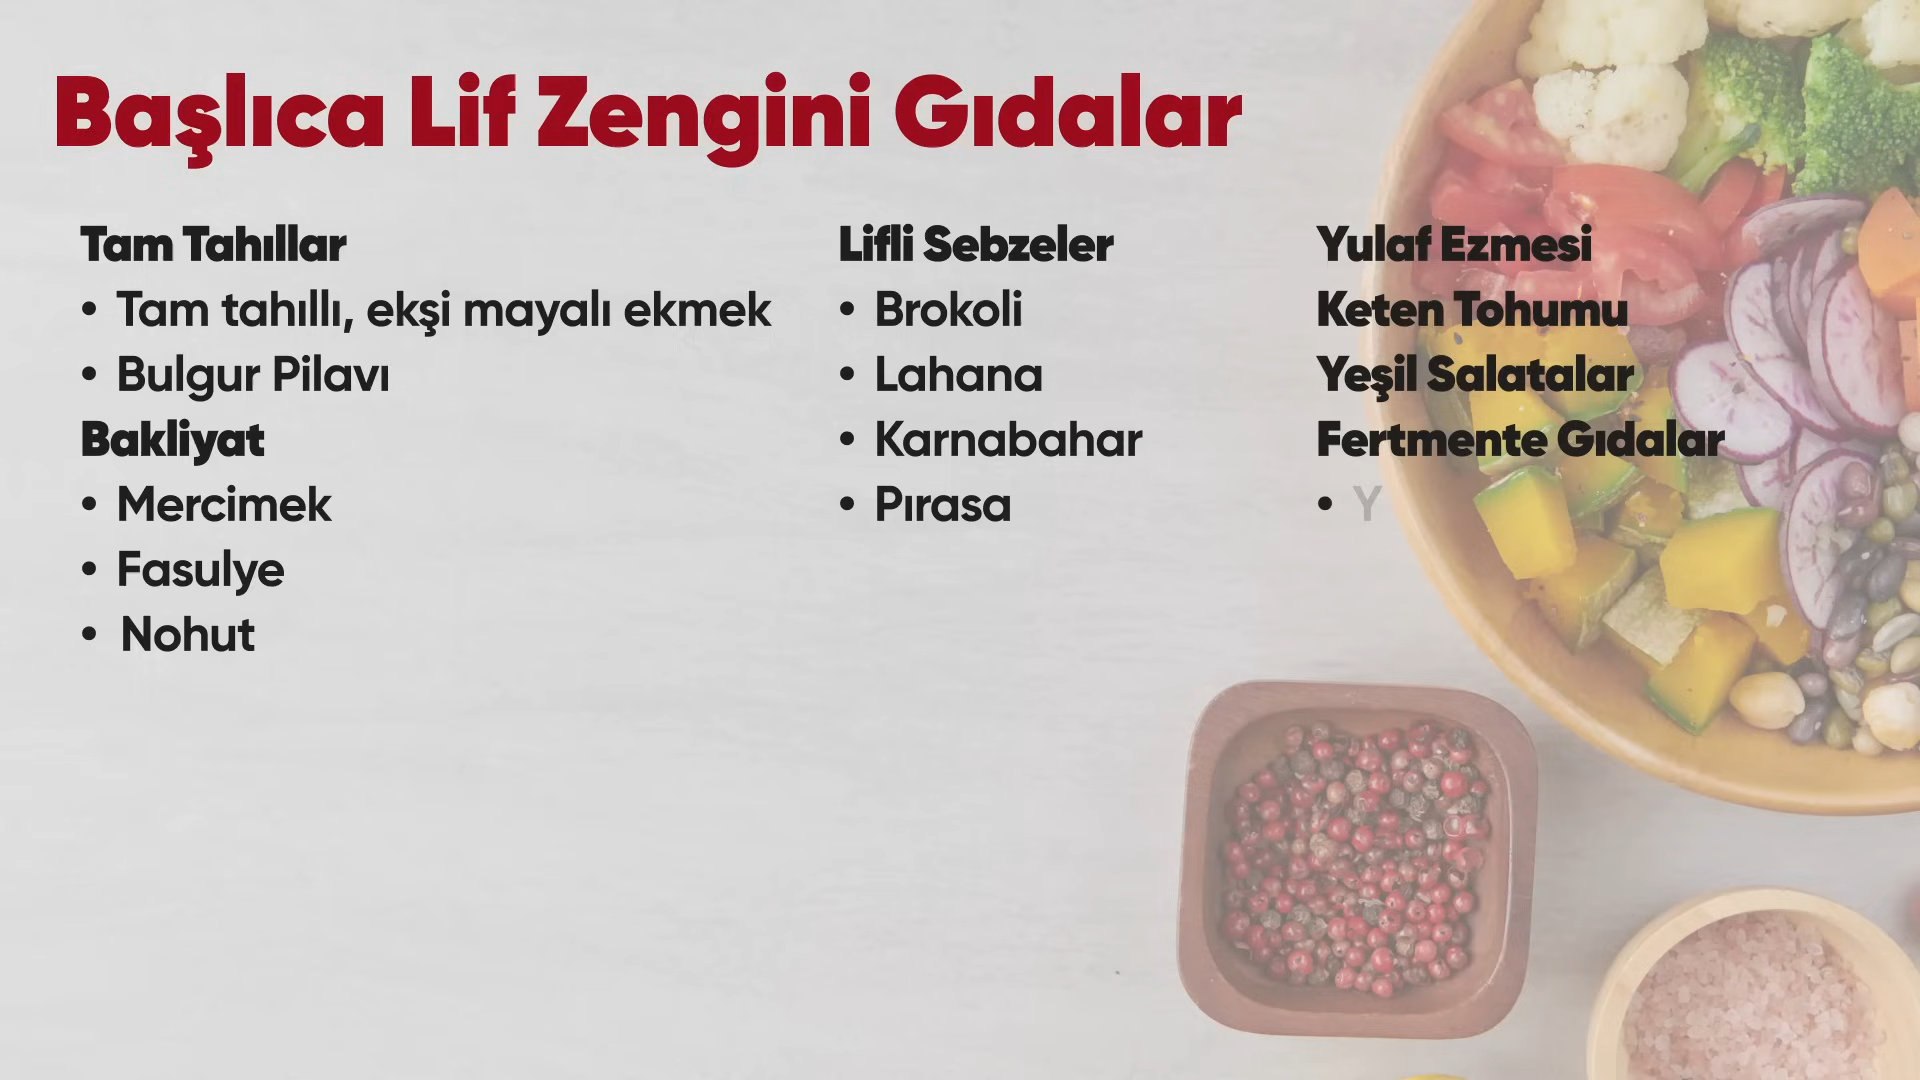 Başlıca Lif Zengini Gıdalar
Tam Tahıllar
• Tam tahıllı, ekşi mayalı ekmek
• Bulgur Pilavı
Bakliyat
• Mercimek
• Fasulye
• Nohut
Lifli Sebzeler
• Brokoli
• Lahana
• Karnabahar
• Pırasa
Yulaf Ezmesi
Keten Tohumu
Yeşil Salatalar
Fertmente Gıdalar
• Y